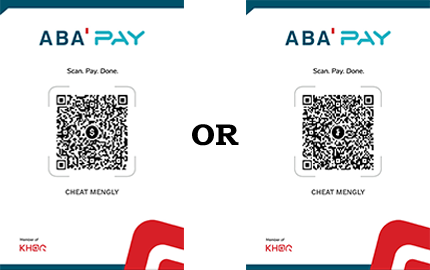 ABA' PAY
Scan. Pay. Done.
CHEAT MENGLY
Member of
KHQR
OR
ABA' PAY
Scan. Pay. Done.
CHEAT MENGLY
Member of
KHQR